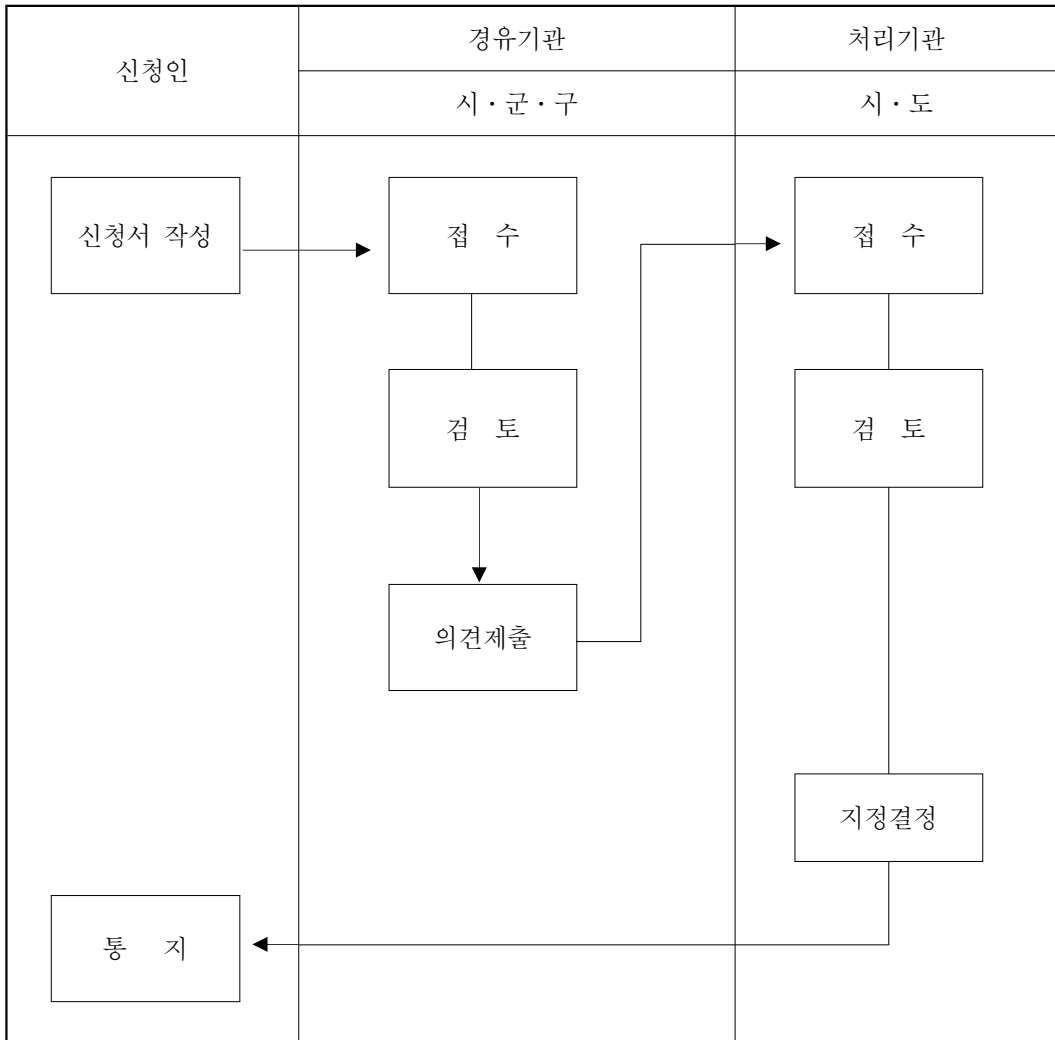 신청인
경유기관
처리기관
시·군·구
시·도
신청서 작성
접 수
접 수
검 토
검 토
의견제출
지정결정
통 지